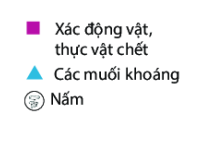 Xác động vật,
thực vật chết
Các muối khoáng
Nấm